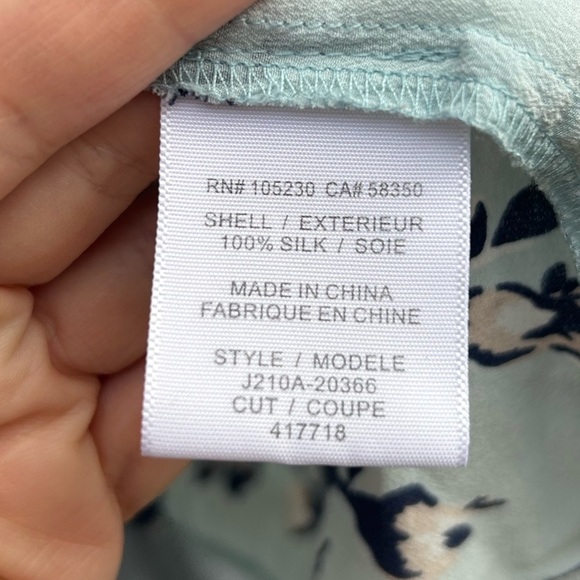 RN# 105230 CA# 58350
SHELL / EXTERIEUR
100% SILK / SOIE
MADE IN CHINA
FABRIQUE EN CHINE
STYLE / MODELE
J210A-20366
CUT / COUPE
417718